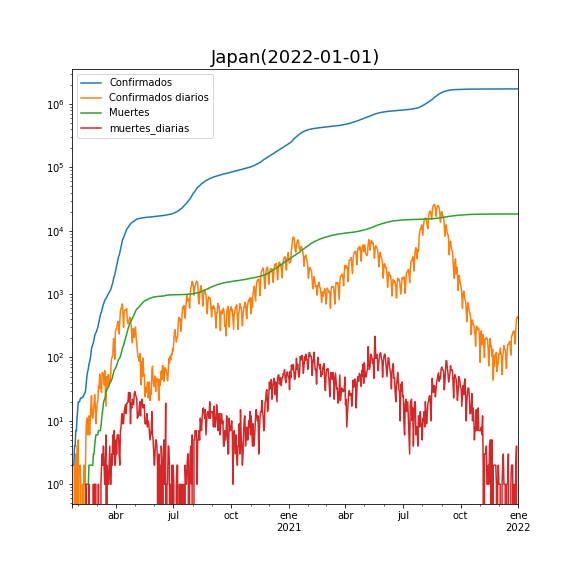 Japan(2022-01-01)
Confirmados
Confirmados diarios
Muertes
muertes_diarias
10^6
10^5
10^4
10^3
10^2
10^1
10^0
abr jul oct ene abr jul oct ene
2021 2022